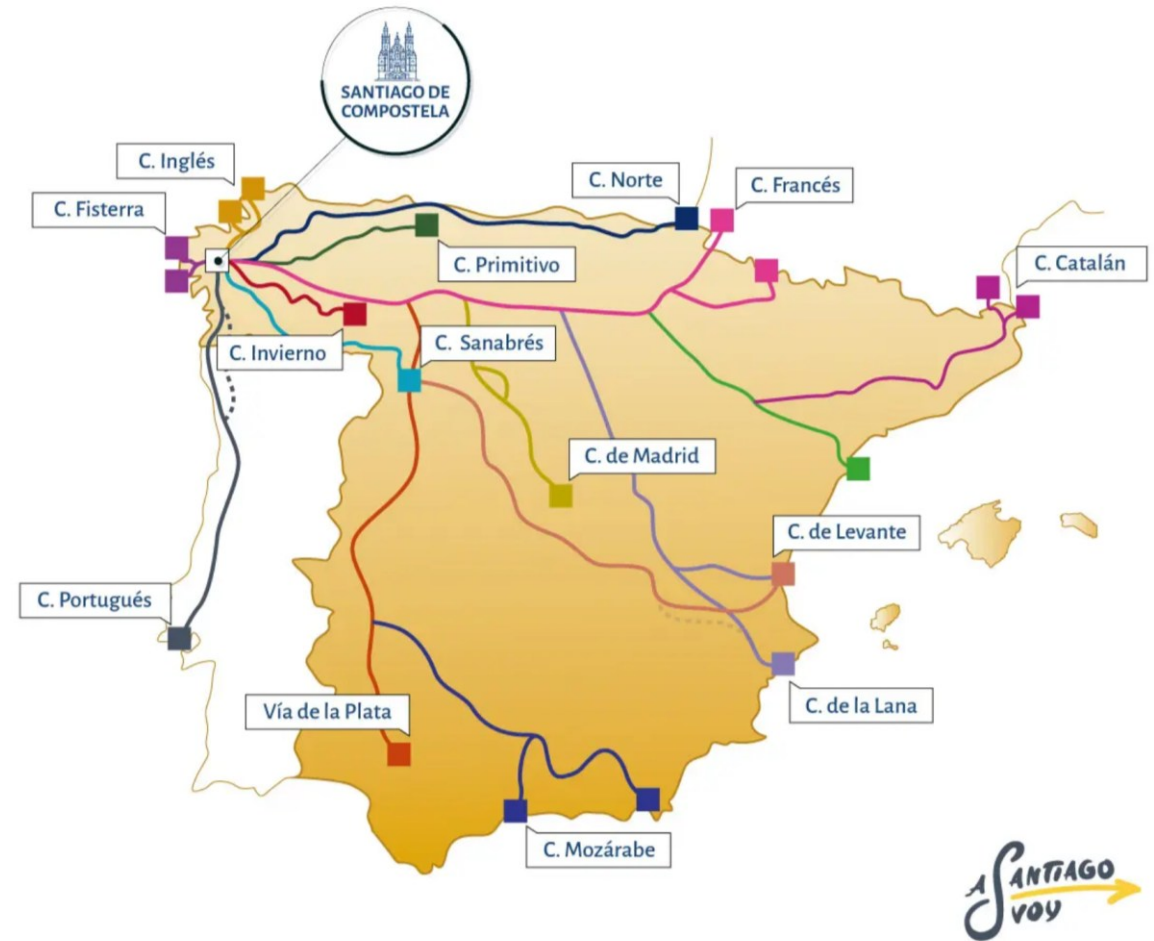 SANTIAGO DE
COMPOSTELA
C. Inglés
C. Norte
C. Francés
C. Fisterra
C. Primitivo
C. Catalán
C. Invierno
C. Sanabrés
C. de Madrid
C. de Levante
C. Portugués
Vía de la Plata
C. de la Lana
C. Mozárabe
A SANTIAGO
VOY